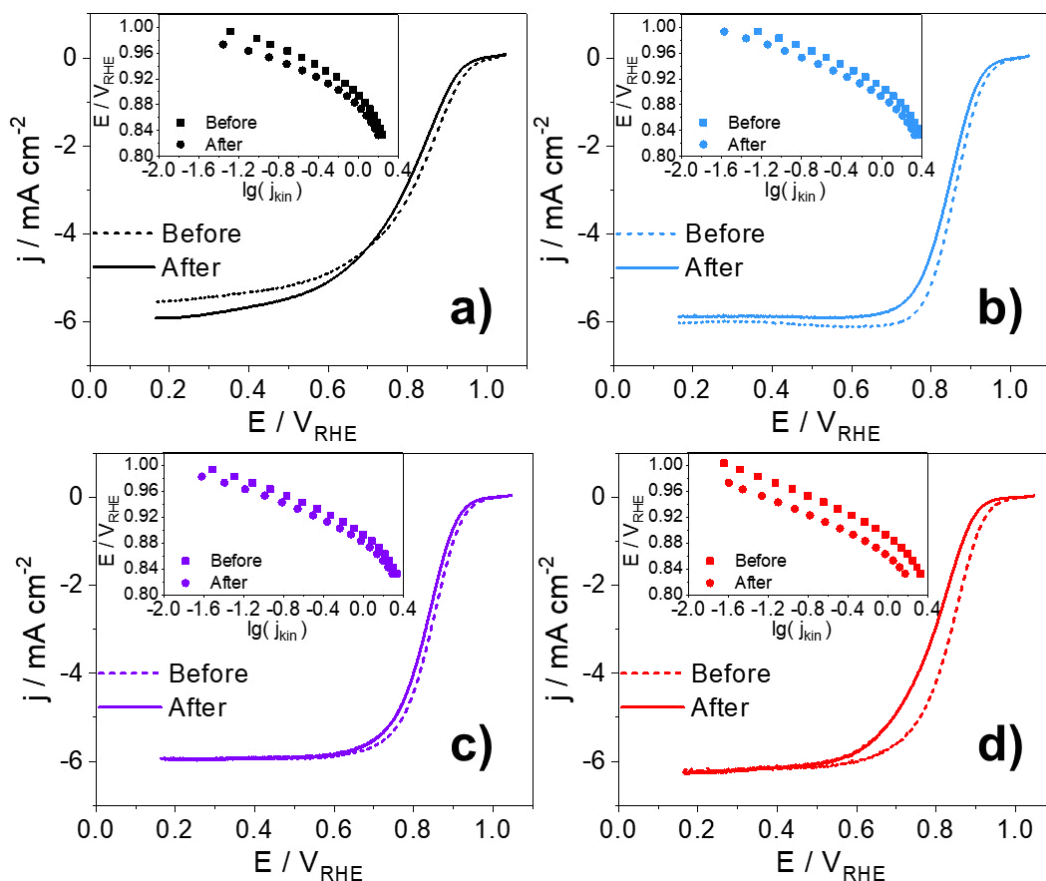 1.00
0.96
0.92
0.88
0.84
0.80
E / V_RHE
Before
After
-2.0 -1.6 -1.2 -0.8 -0.4 0.0 0.4
lg( j_kin )
0
-2
-4
-6
j / mA cm⁻²
Before
After
a)
0.0 0.2 0.4 0.6 0.8 1.0
E / V_RHE
1.00
0.96
0.92
0.88
0.84
0.80
E / V_RHE
Before
After
-2.0 -1.6 -1.2 -0.8 -0.4 0.0 0.4
lg( j_kin )
0
-2
-4
-6
j / mA cm⁻²
Before
After
b)
0.0 0.2 0.4 0.6 0.8 1.0
E / V_RHE
1.00
0.96
0.92
0.88
0.84
0.80
E / V_RHE
Before
After
-2.0 -1.6 -1.2 -0.8 -0.4 0.0 0.4
lg( j_kin )
0
-2
-4
-6
j / mA cm⁻²
Before
After
c)
0.0 0.2 0.4 0.6 0.8 1.0
E / V_RHE
1.00
0.96
0.92
0.88
0.84
0.80
E / V_RHE
Before
After
-2.0 -1.6 -1.2 -0.8 -0.4 0.0 0.4
lg( j_kin )
0
-2
-4
-6
j / mA cm⁻²
Before
After
d)
0.0 0.2 0.4 0.6 0.8 1.0
E / V_RHE